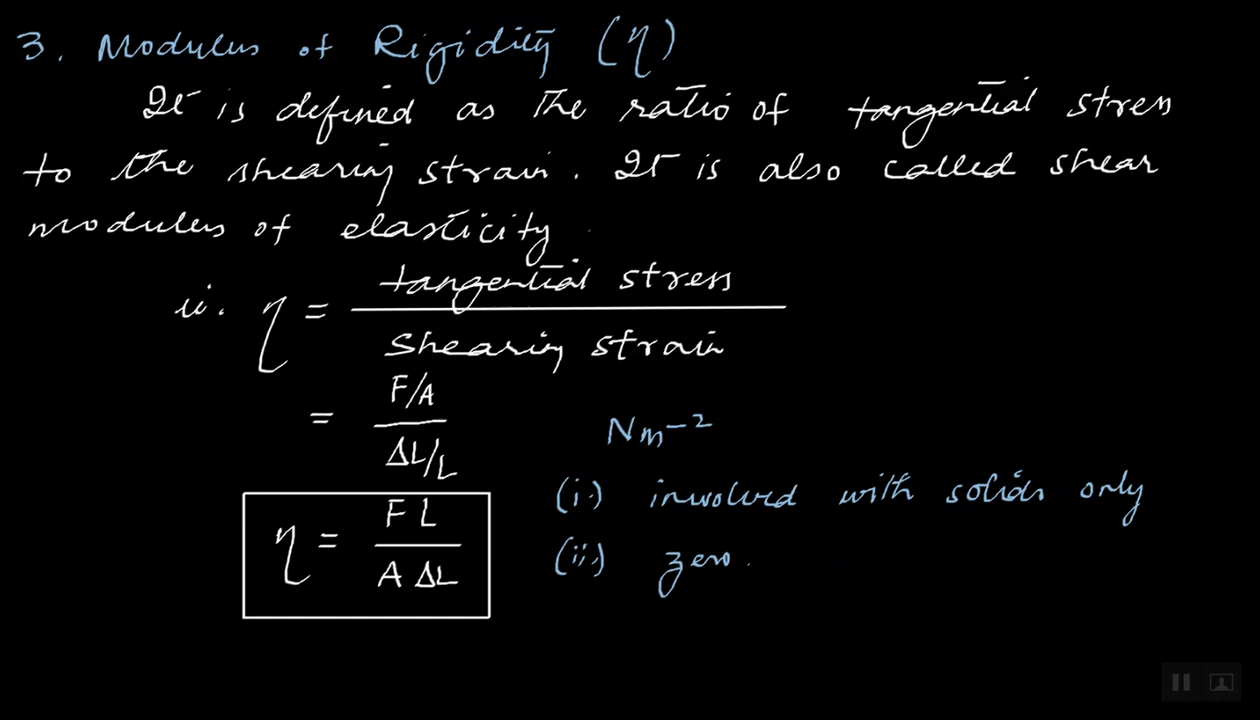 3. Modulus of Rigidity (η)
It is defined as the ratio of tangential stress
to the shearing strain. It is also called shear
modulus of elasticity
ie. η = tangential stress
shearing strain
= F/A
ΔL/L
Nm-2
η = FL
A ΔL
(i) involved with solids only
(ii) zero.